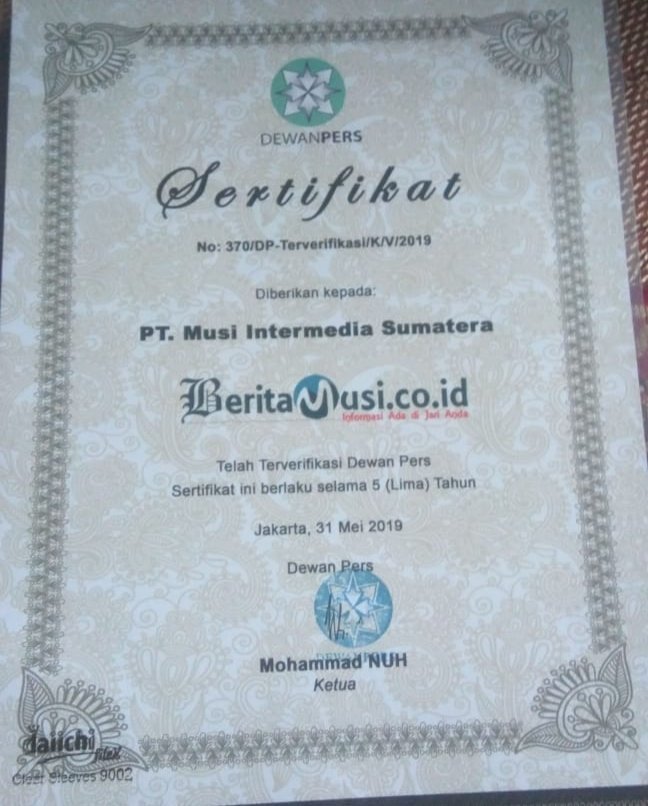 DEWANPERS
Sertifikat
No: 370/DP-Terverifikasi/K/V/2019
Diberikan kepada:
PT. Musi Intermedia Sumatera
BeritaMusi.co.id
Informasi Ada di Jari Anda
Telah Terverifikasi Dewan Pers
Sertifikat ini berlaku selama 5 (Lima) Tahun
Jakarta, 31 Mei 2019
Dewan Pers
DEWANPERS
Mohammad NUH
Ketua
daiichi
filex
Clear Sleeves 9002